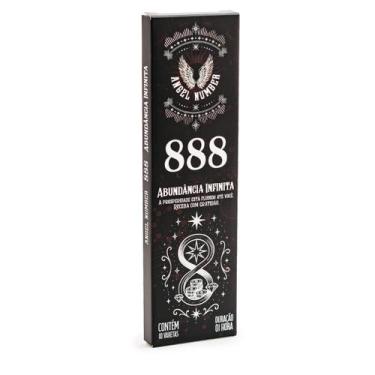 ANGEL NUMBER
888
ABUNDÂNCIA INFINITA
A PROSPERIDADE ESTÁ FLUINDO ATÉ VOCÊ.
RECEBA COM GRATIDÃO.
CONTÉM
10 VARETAS
DURAÇÃO
01 HORA
ANGEL NUMBER 888 ABUNDÂNCIA INFINITA